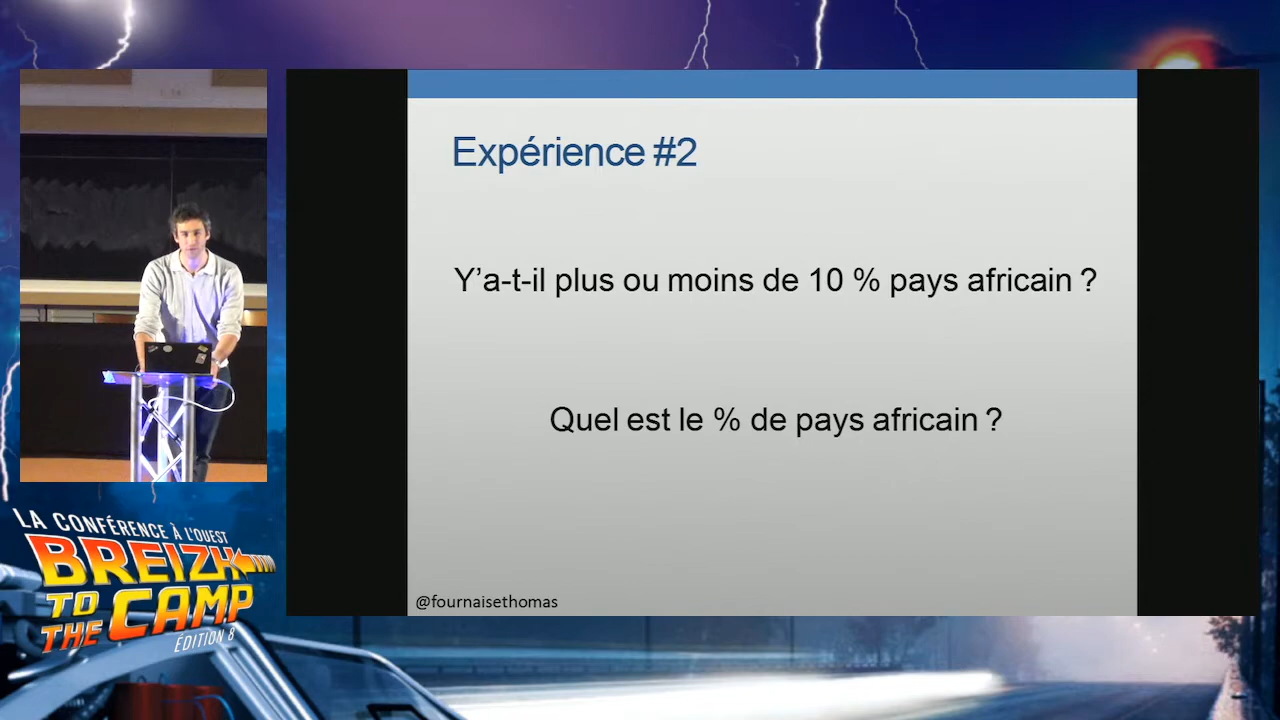 Expérience #2
Y'a-t-il plus ou moins de 10 % pays africain ?
Quel est le % de pays africain ?
@fournaisethomas
LA CONFÉRENCE À L'OUEST
BREIZH
TO
THE CAMP
ÉDITION 8